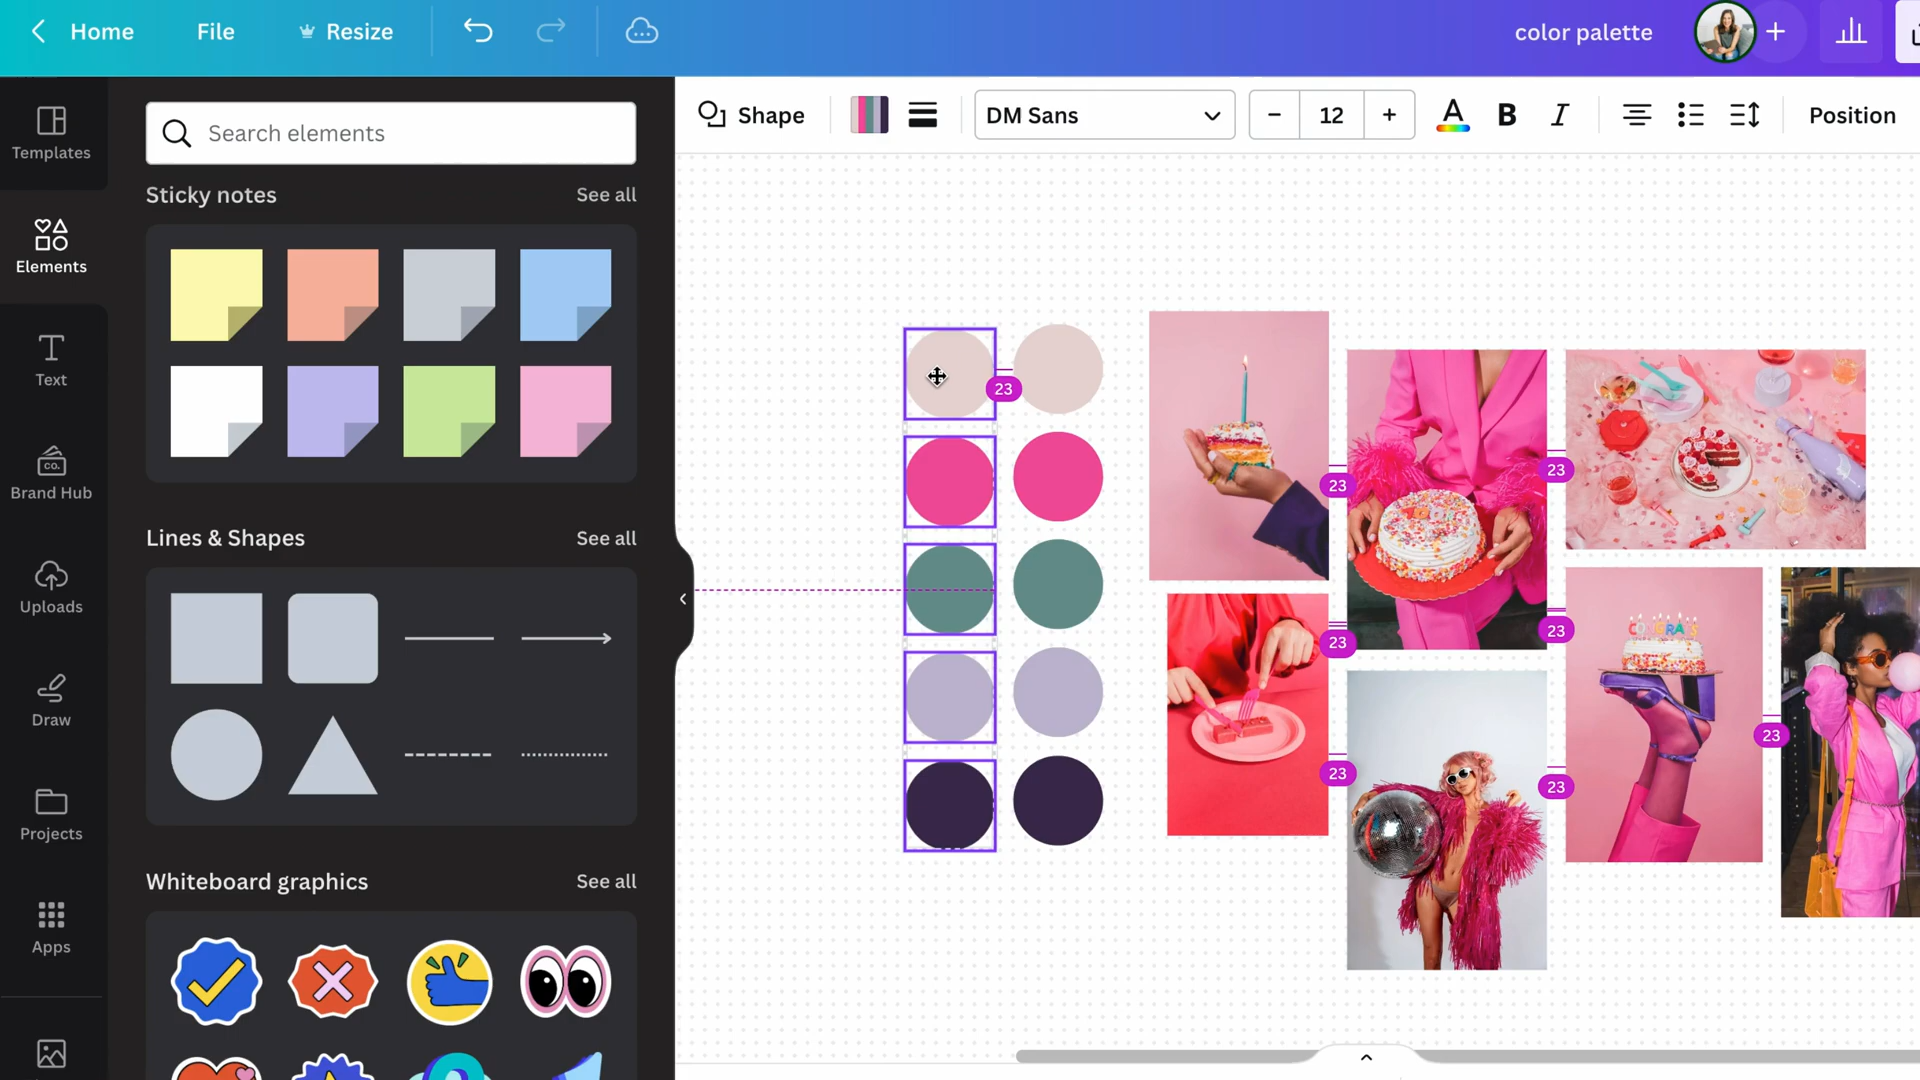 Home File Resize color palette
Templates
Elements
Text
CO.
Brand Hub
Uploads
Draw
Projects
Apps
Search elements
Sticky notes See all
Lines & Shapes See all
Whiteboard graphics See all
Shape DM Sans − 12 + A B I Position
23
23
23
23
23
23
23
23
CONGRATS